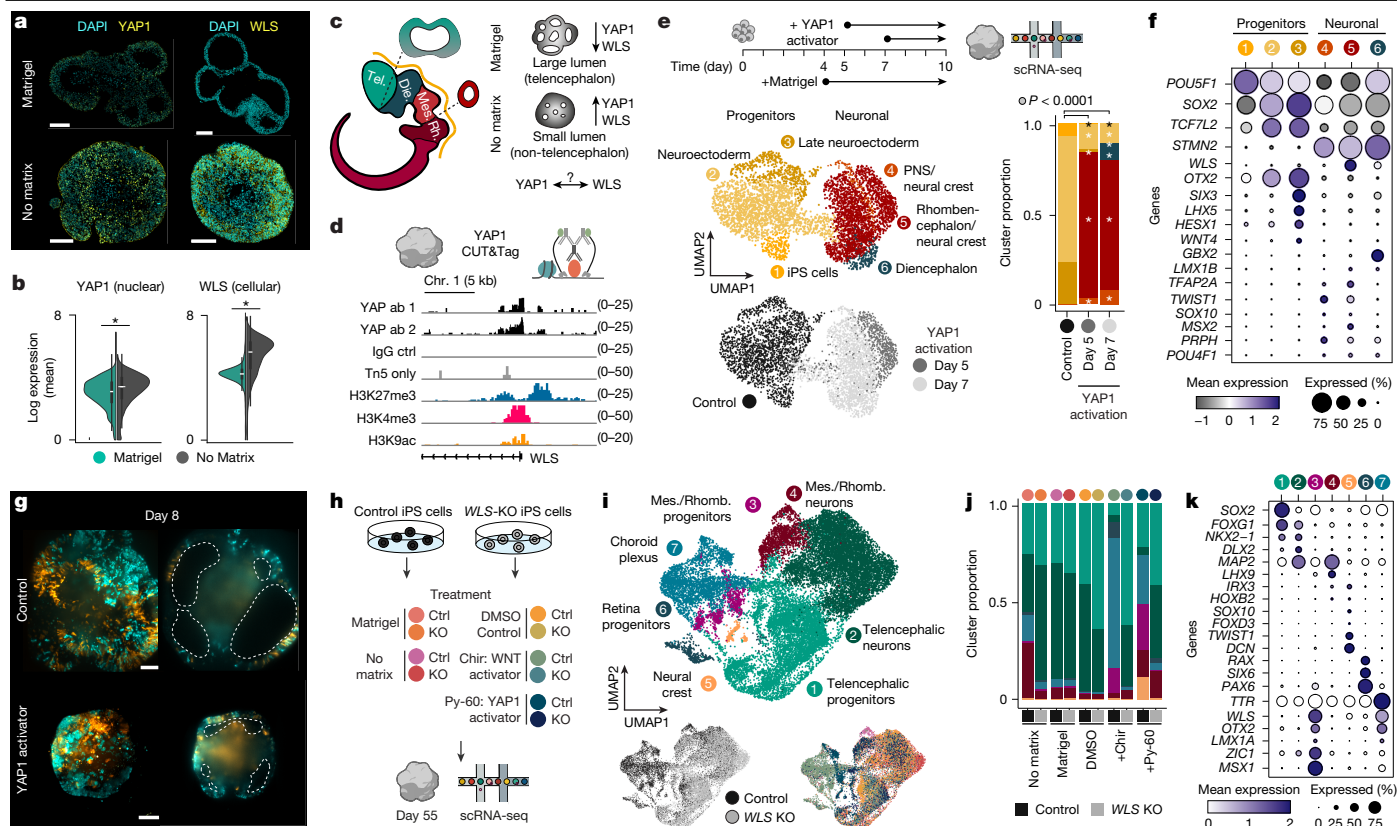 a
DAPI YAP1
DAPI WLS
Matrigel
No matrix
b
YAP1 (nuclear)
WLS (cellular)
8
8
*
*
Log expression
(mean)
0
0
Matrigel
No Matrix
c
Tel.
Die.
Mes.
Rh.
Matrigel
YAP1
WLS
Large lumen
(telencephalon)
No matrix
YAP1
WLS
Small lumen
(non-telencephalon)
YAP1 ? WLS
d
YAP1
CUT&Tag
Chr. 1 (5 kb)
YAP ab 1 (0–25)
YAP ab 2 (0–25)
IgG ctrl (0–25)
Tn5 only (0–50)
H3K27me3 (0–25)
H3K4me3 (0–50)
H3K9ac (0–20)
WLS
e
+ YAP1
activator
Time (day)
0 4 5 7 10
+Matrigel
scRNA-seq
Progenitors
Neuronal
3 Late neuroectoderm
Neuroectoderm
2
4 PNS/
neural crest
5
Rhomben-
cephalon/
neural crest
1 iPS cells
6 Diencephalon
UMAP2
UMAP1
YAP1
activation
Day 5
Day 7
Control
P < 0.0001
1.0
0.5
0
Cluster proportion
Control
Day 5
Day 7
YAP1
activation
f
Progenitors
Neuronal
1 2 3 4 5 6
Genes
POU5F1
SOX2
TCF7L2
STMN2
WLS
OTX2
SIX3
LHX5
HESX1
WNT4
GBX2
LMX1B
TFAP2A
TWIST1
SOX10
MSX2
PRPH
POU4F1
Mean expression
−1 0 1 2
Expressed (%)
75 50 25 0
g
Day 8
Control
YAP1 activator
h
Control iPS cells
WLS-KO iPS cells
Treatment
Matrigel Ctrl KO
DMSO Control Ctrl KO
No matrix Ctrl KO
Chir: WNT activator Ctrl KO
Py-60: YAP1 activator Ctrl KO
Day 55
scRNA-seq
i
Mes./Rhomb.
progenitors
3
4
Mes./Rhomb.
neurons
Choroid
plexus
7
Retina
progenitors
6
Neural
crest
5
2 Telencephalic
neurons
1
Telencephalic
progenitors
UMAP2
UMAP1
Control
WLS KO
j
1.0
0.5
0
Cluster proportion
No matrix
Matrigel
DMSO
+Chir
+Py-60
Control
WLS KO
k
1 2 3 4 5 6 7
Genes
SOX2
FOXG1
NKX2−1
DLX2
MAP2
LHX9
IRX3
HOXB2
SOX10
FOXD3
TWIST1
DCN
RAX
SIX6
PAX6
TTR
WLS
OTX2
LMX1A
ZIC1
MSX1
Mean expression
0 1 2
Expressed (%)
0 25 50 75